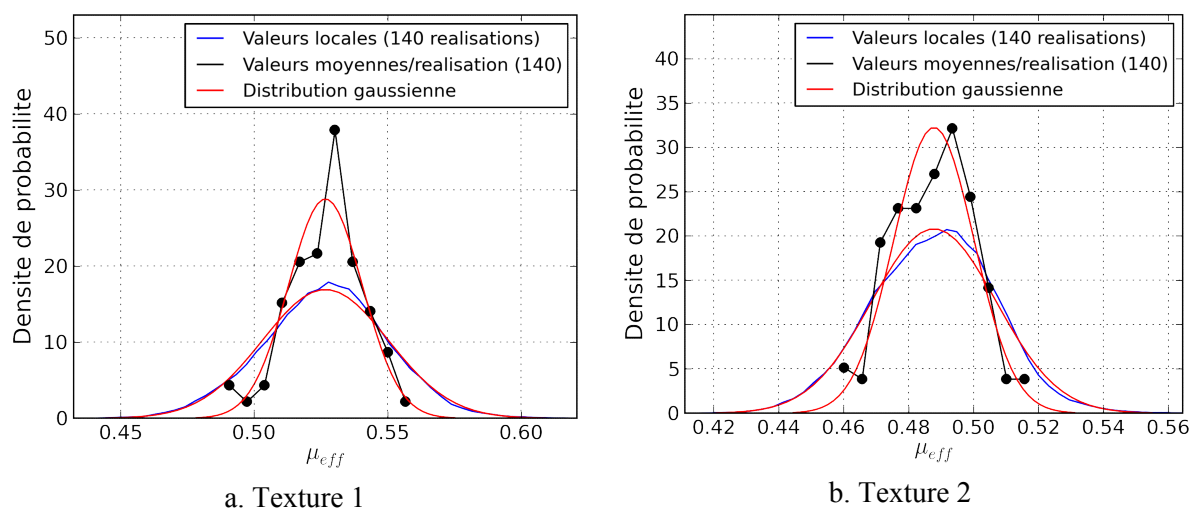 Valeurs locales (140 realisations)
Valeurs moyennes/realisation (140)
Distribution gaussienne
Densite de probabilite
50
40
30
20
10
0
0.45 0.50 0.55 0.60
μeff
a. Texture 1
Valeurs locales (140 realisations)
Valeurs moyennes/realisation (140)
Distribution gaussienne
Densite de probabilite
40
35
30
25
20
15
10
5
0
0.42 0.44 0.46 0.48 0.50 0.52 0.54 0.56
μeff
b. Texture 2